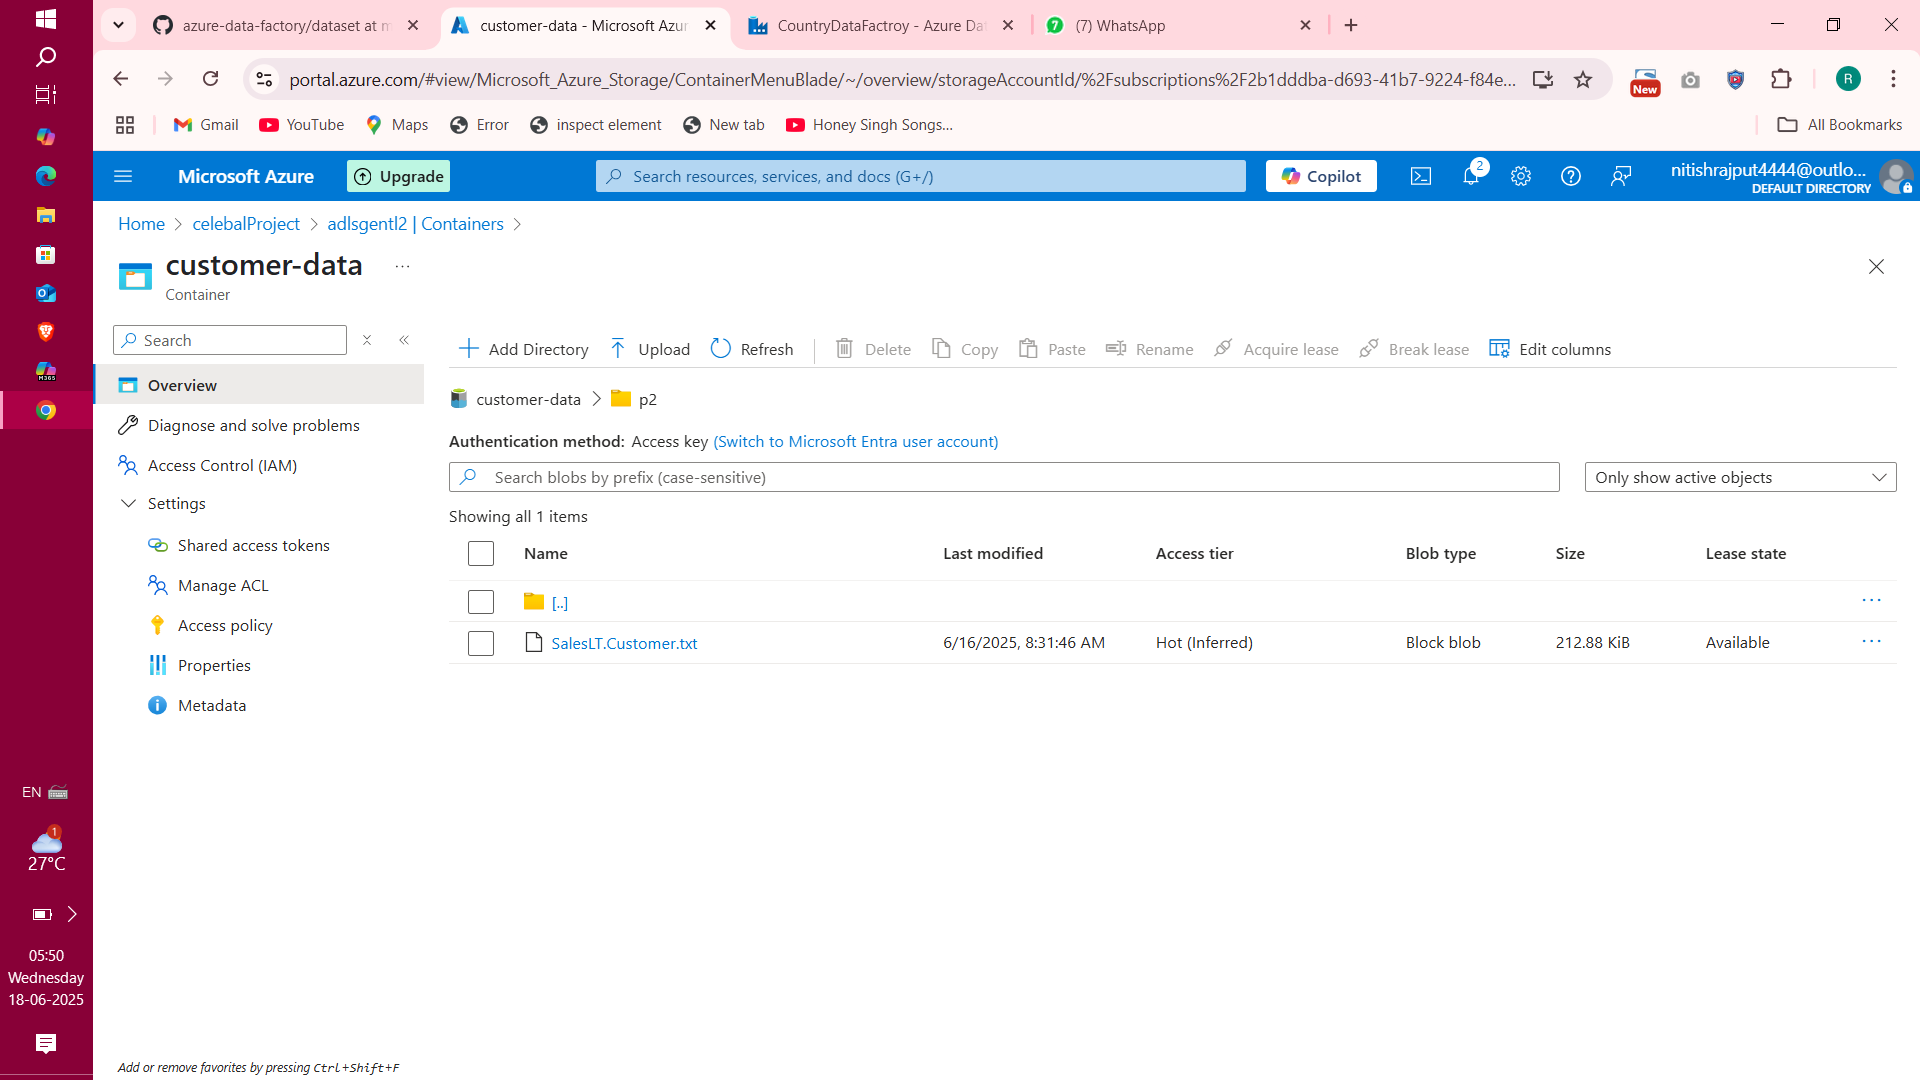 azure-data-factory/dataset at m
customer-data - Microsoft Azur
CountryDataFactroy - Azure Dat
7
(7) WhatsApp
portal.azure.com/#view/Microsoft_Azure_Storage/ContainerMenuBlade/~/overview/storageAccountId/%2Fsubscriptions%2F2b1dddba-d693-41b7-9224-f84e...
New
R
Gmail
YouTube
Maps
Error
inspect element
New tab
Honey Singh Songs...
All Bookmarks
Microsoft Azure
Upgrade
Search resources, services, and docs (G+/)
Copilot
2
nitishrajput4444@outlo...
DEFAULT DIRECTORY
Home
celebalProject
adlsgentl2 | Containers
customer-data
...
Container
Search
Add Directory
Upload
Refresh
Delete
Copy
Paste
Rename
Acquire lease
Break lease
Edit columns
Overview
Diagnose and solve problems
Access Control (IAM)
Settings
Shared access tokens
Manage ACL
Access policy
Properties
Metadata
customer-data
p2
Authentication method: Access key (Switch to Microsoft Entra user account)
Search blobs by prefix (case-sensitive)
Only show active objects
Showing all 1 items
Name
Last modified
Access tier
Blob type
Size
Lease state
[..]
...
SalesLT.Customer.txt
6/16/2025, 8:31:46 AM
Hot (Inferred)
Block blob
212.88 KiB
Available
...
M365
EN
1
27°C
05:50
Wednesday
18-06-2025
Add or remove favorites by pressing Ctrl+Shift+F